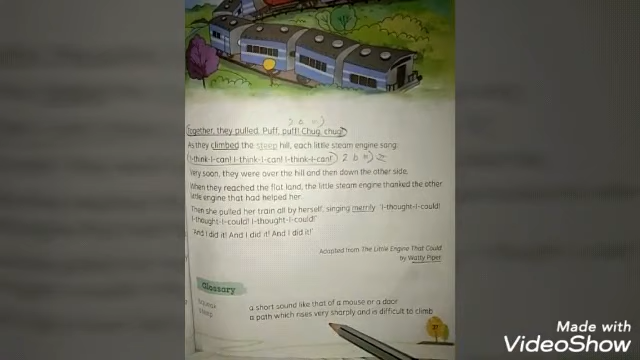 Together, they pulled. Puff, puff! Chug, chug!
As they climbed the steep hill, each little steam engine sang:
'I-think-I-can! I-think-I-can! I-think-I-can!' 2 b
Very soon, they were over the hill and then down the other side.
When they reached the flat land, the little steam engine thanked the other
little engine that had helped her.
Then she pulled her train all by herself, singing merrily: 'I-thought-I-could!
I-thought-I-could! I-thought-I-could!'
'And I did it! And I did it! And I did it!'
Adapted from The Little Engine That Could
by Watty Piper
Glossary
squeak a short sound like that of a mouse or a door
steep a path which rises very sharply and is difficult to climb
37
Made with
VideoShow